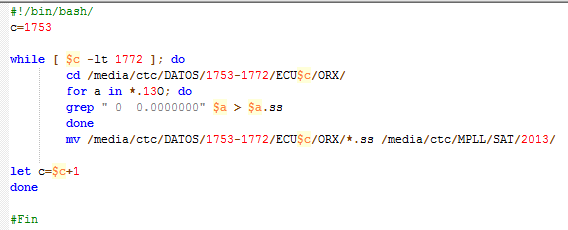 #!/bin/bash/
c=1753
while [ $c -lt 1772 ]; do
cd /media/ctc/DATOS/1753-1772/ECU$c/ORX/
for a in *.13O; do
grep " 0  0.0000000" $a > $a.ss
done
mv /media/ctc/DATOS/1753-1772/ECU$c/ORX/*.ss /media/ctc/MPLL/SAT/2013/
let c=$c+1
done
#Fin